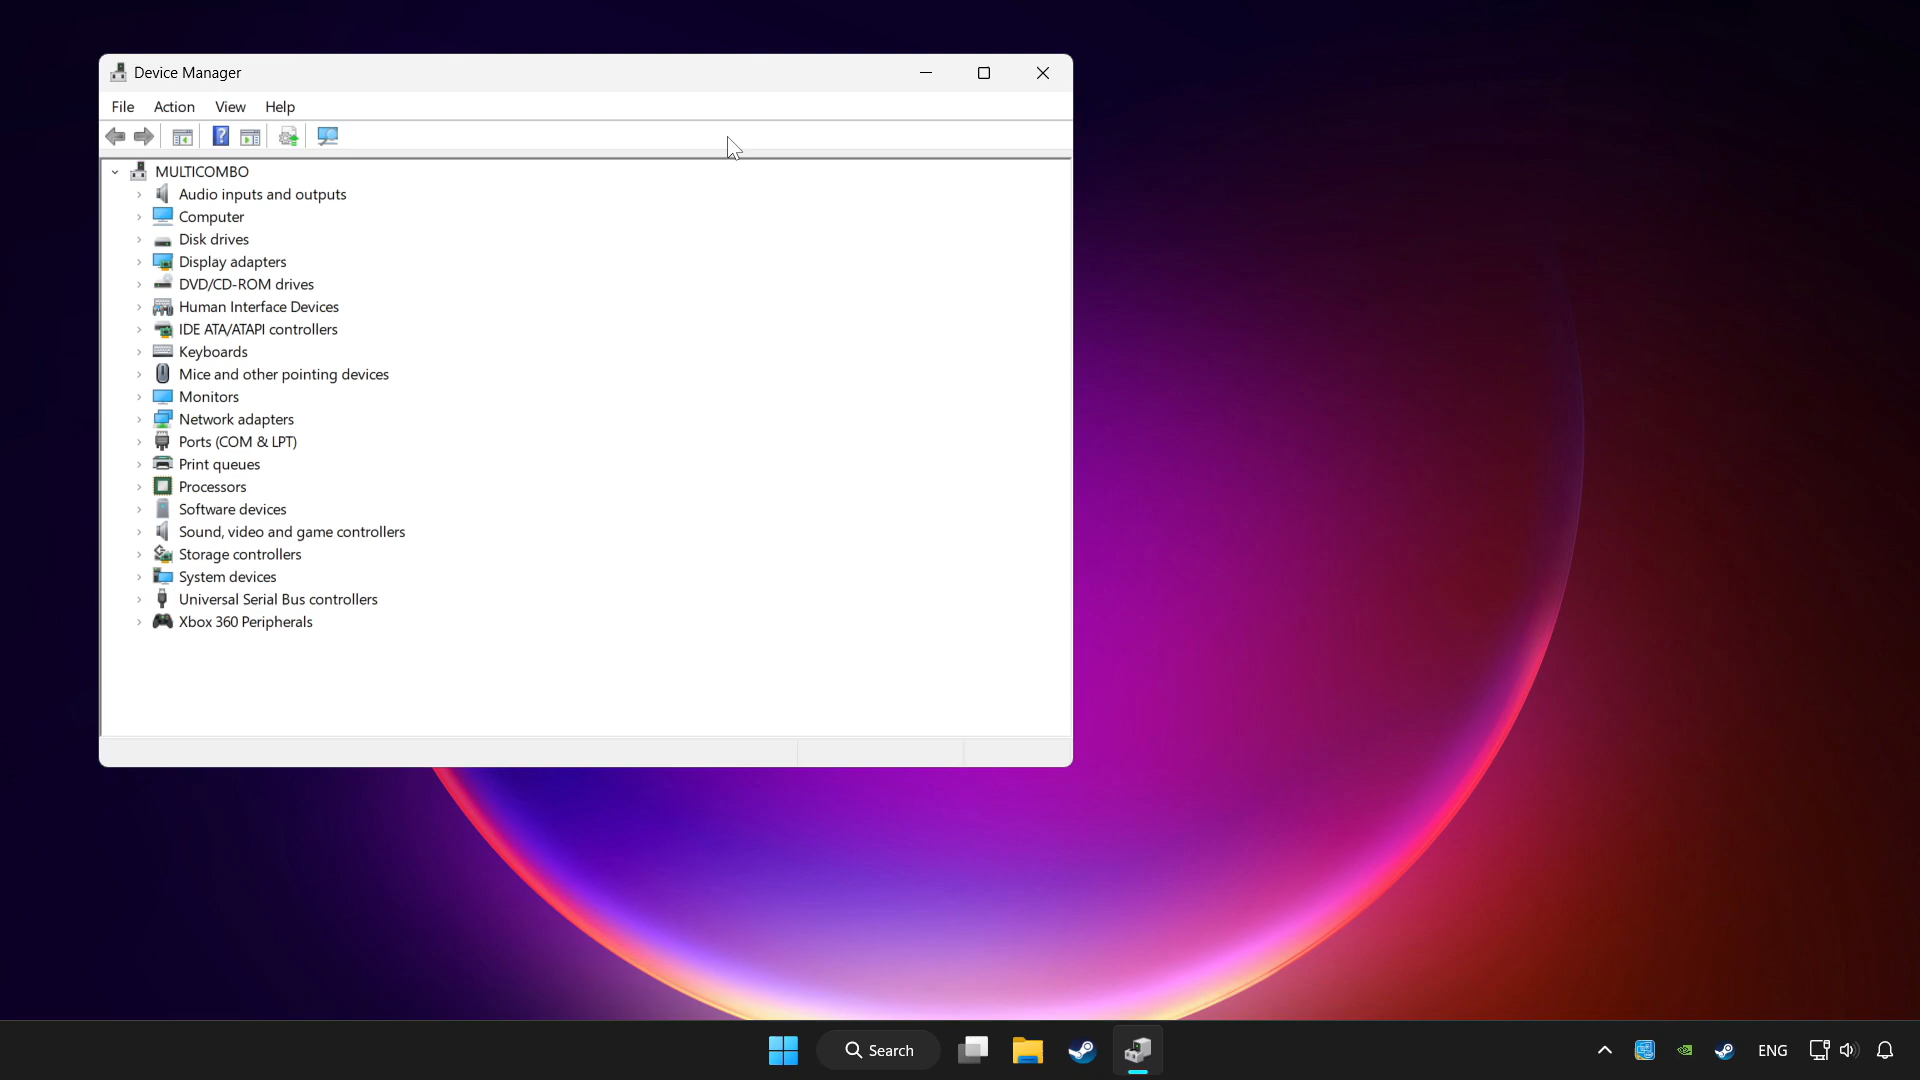 Device Manager
File Action View Help
MULTICOMBO
Audio inputs and outputs
Computer
Disk drives
Display adapters
DVD/CD-ROM drives
Human Interface Devices
IDE ATA/ATAPI controllers
Keyboards
Mice and other pointing devices
Monitors
Network adapters
Ports (COM & LPT)
Print queues
Processors
Software devices
Sound, video and game controllers
Storage controllers
System devices
Universal Serial Bus controllers
Xbox 360 Peripherals
Search
ENG